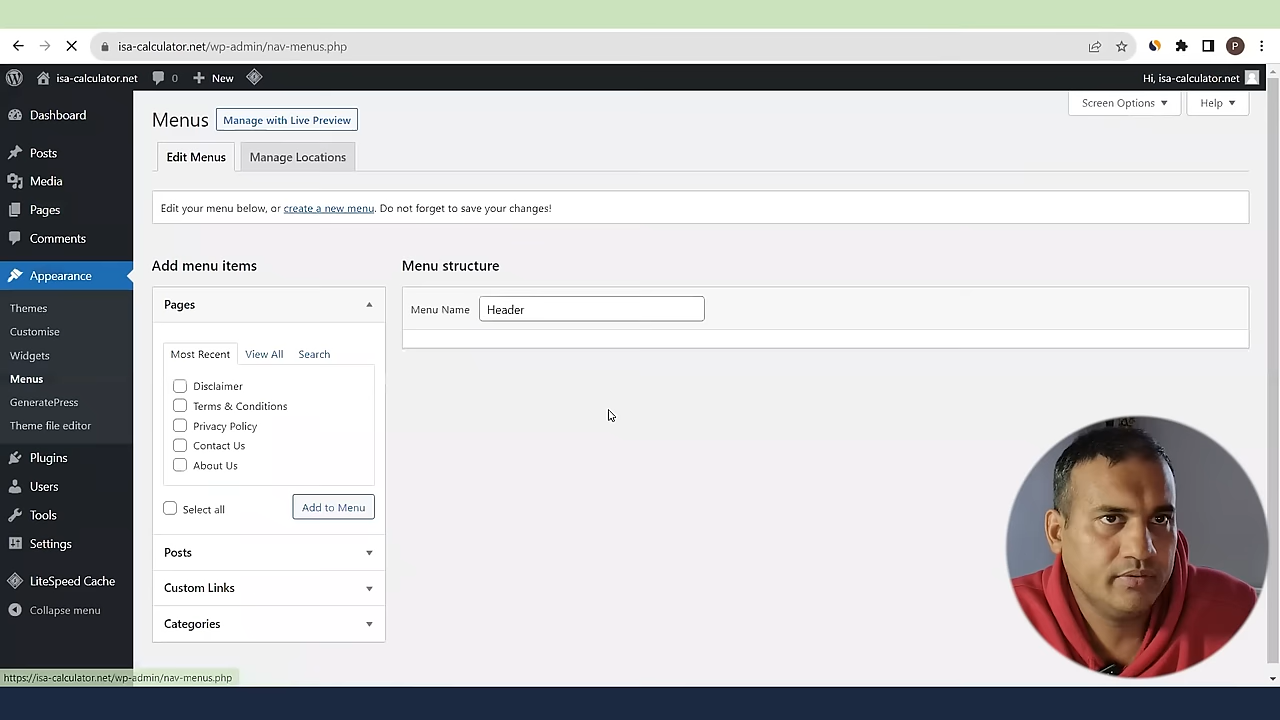 isa-calculator.net/wp-admin/nav-menus.php
P
isa-calculator.net
0
New
Hi, isa-calculator.net
Dashboard
Posts
Media
Pages
Comments
Appearance
Themes
Customise
Widgets
Menus
GeneratePress
Theme file editor
Plugins
Users
Tools
Settings
LiteSpeed Cache
Collapse menu
Screen Options
Help
Menus
Manage with Live Preview
Edit Menus
Manage Locations
Edit your menu below, or create a new menu. Do not forget to save your changes!
Add menu items
Pages
Most Recent
View All
Search
Disclaimer
Terms & Conditions
Privacy Policy
Contact Us
About Us
Select all
Add to Menu
Posts
Custom Links
Categories
Menu structure
Menu Name
Header
https://isa-calculator.net/wp-admin/nav-menus.php